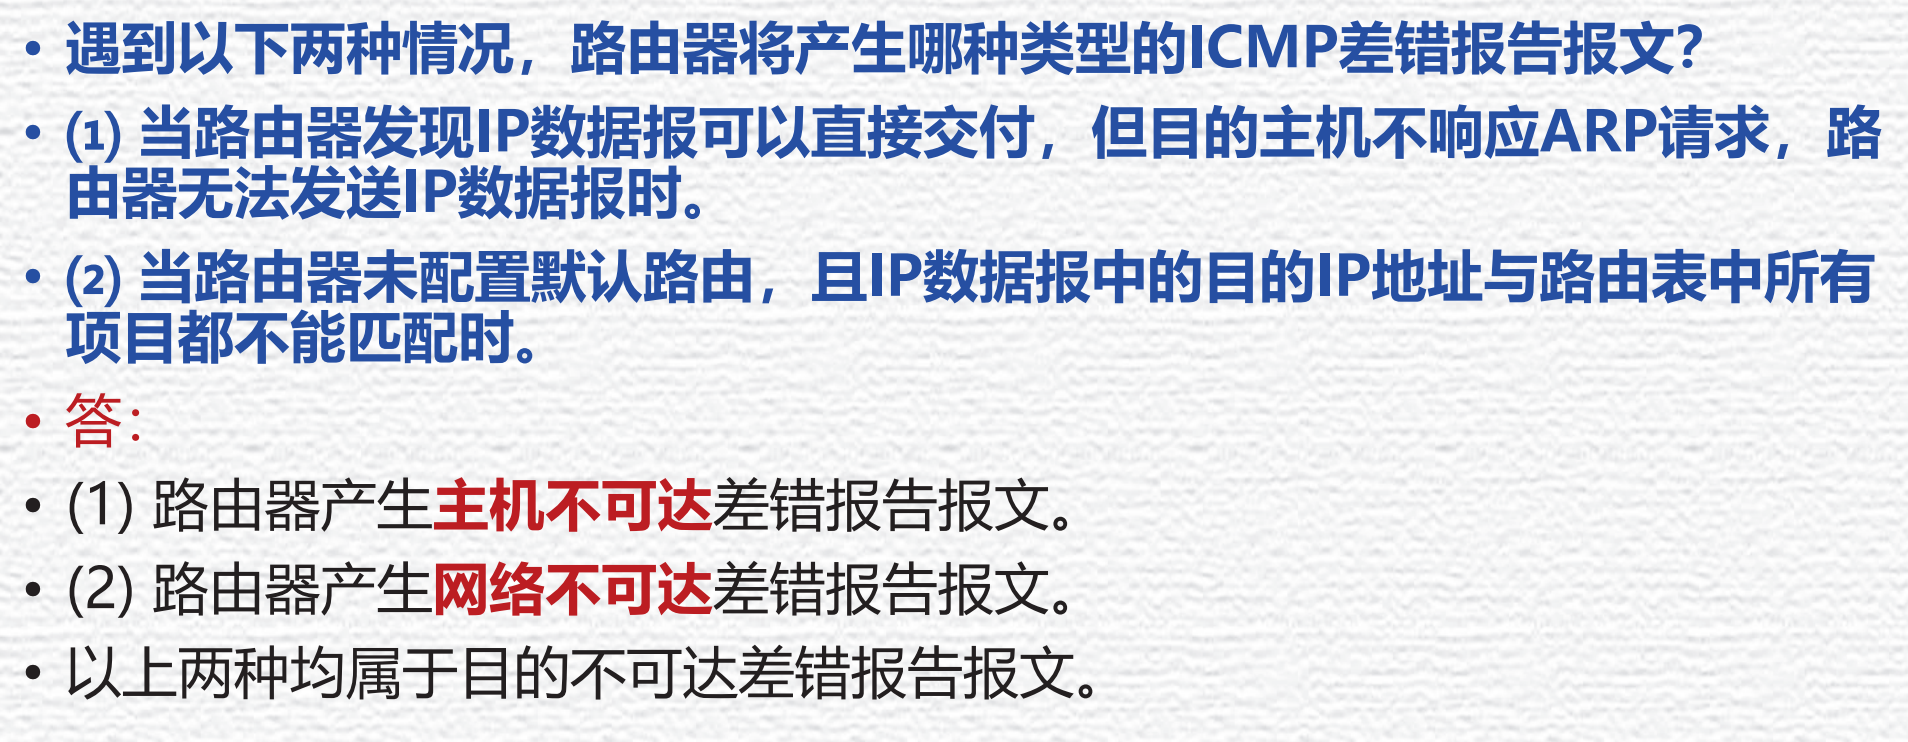 • 遇到以下两种情况，路由器将产生哪种类型的ICMP差错报告报文?
• (1) 当路由器发现IP数据报可以直接交付，但目的主机不响应ARP请求，路
由器无法发送IP数据报时。
• (2) 当路由器未配置默认路由，且IP数据报中的目的IP地址与路由表中所有
项目都不能匹配时。
• 答：
• (1) 路由器产生主机不可达差错报告报文。
• (2) 路由器产生网络不可达差错报告报文。
• 以上两种均属于目的不可达差错报告报文。